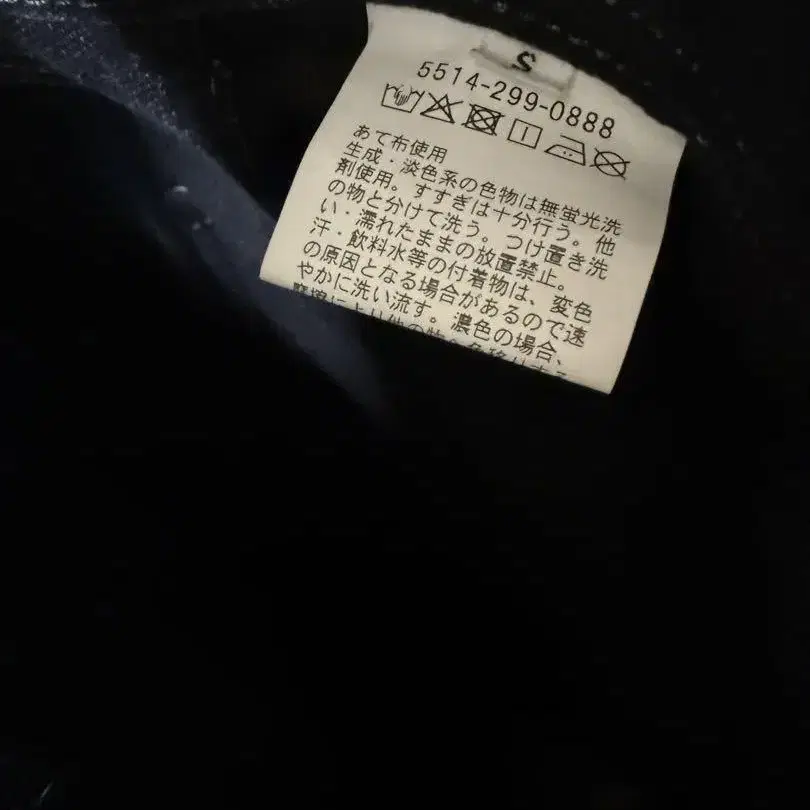 S
5514-299-0888
あて布使用
生成・淡色系の色物は無蛍光洗
剤使用。すすぎは十分行う。他
の物と分けて洗う。つけ置き洗
い・濡れたままの放置禁止。
汗・飲料水等の付着物は、変色
の原因となる場合があるので速
やかに洗い流す。濃色の場合、